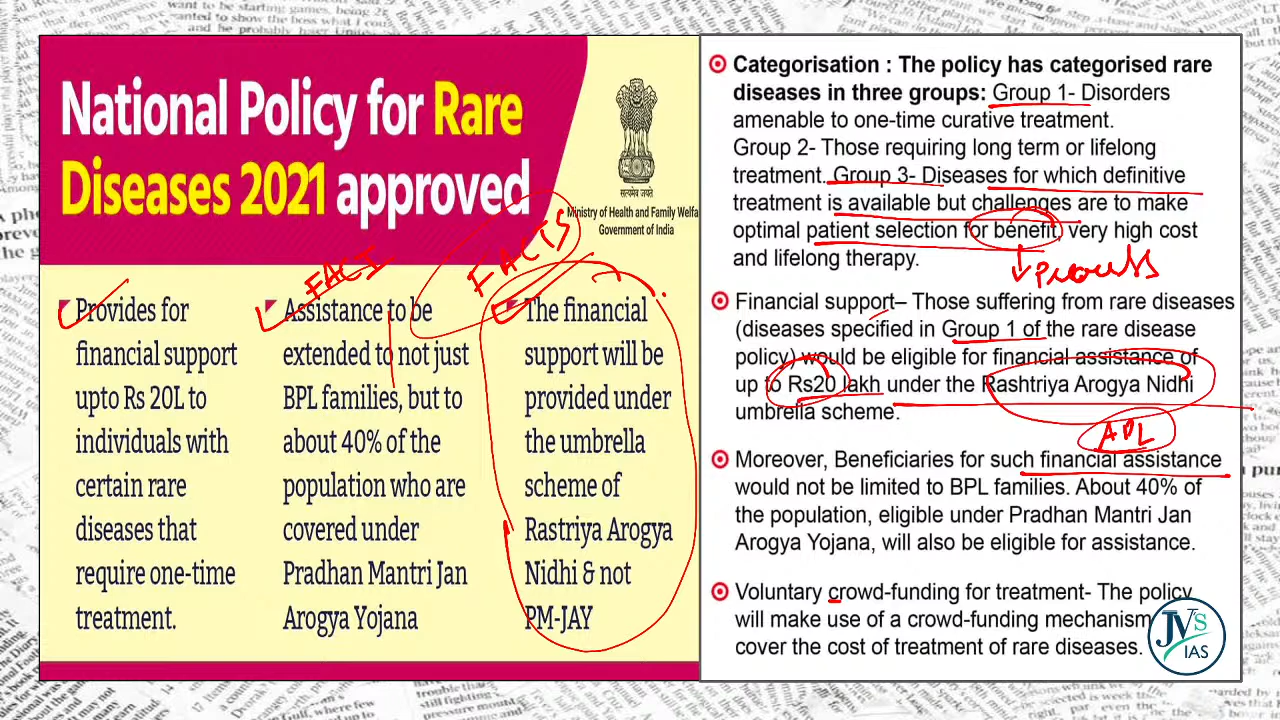 National Policy for Rare
Diseases 2021 approved
सत्यमेव जयते
Ministry of Health and Family Welfa
Government of India
FACT
FACTS
Provides for
financial support
upto Rs 20L to
individuals with
certain rare
diseases that
require one-time
treatment.
Assistance to be
extended to not just
BPL families, but to
about 40% of the
population who are
covered under
Pradhan Mantri Jan
Arogya Yojana
The financial
support will be
provided under
the umbrella
scheme of
Rastriya Arogya
Nidhi & not
PM-JAY
Categorisation : The policy has categorised rare
diseases in three groups: Group 1- Disorders
amenable to one-time curative treatment.
Group 2- Those requiring long term or lifelong
treatment. Group 3- Diseases for which definitive
treatment is available but challenges are to make
optimal patient selection for benefit, very high cost
and lifelong therapy.
Process
Financial support– Those suffering from rare diseases
(diseases specified in Group 1 of the rare disease
policy) would be eligible for financial assistance of
up to Rs20 lakh under the Rashtriya Arogya Nidhi
umbrella scheme.
APL
Moreover, Beneficiaries for such financial assistance
would not be limited to BPL families. About 40% of
the population, eligible under Pradhan Mantri Jan
Arogya Yojana, will also be eligible for assistance.
Voluntary crowd-funding for treatment- The policy
will make use of a crowd-funding mechanism
cover the cost of treatment of rare diseases.
JV'S
IAS